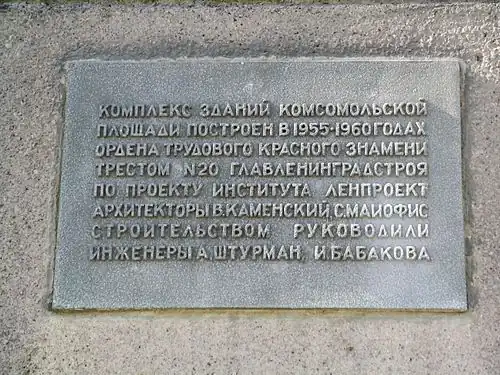 КОМПЛЕКС ЗДАНИЙ КОМСОМОЛЬСКОЙ
ПЛОЩАДИ ПОСТРОЕН В 1955-1960 ГОДАХ
ОРДЕНА ТРУДОВОГО КРАСНОГО ЗНАМЕНИ
ТРЕСТОМ N20 ГЛАВЛЕНИНГРАДСТРОЯ
ПО ПРОЕКТУ ИНСТИТУТА ЛЕНПРОЕКТ
АРХИТЕКТОРЫ В.КАМЕНСКИЙ, С.МАИОФИС
СТРОИТЕЛЬСТВОМ РУКОВОДИЛИ
ИНЖЕНЕРЫ А.ШТУРМАН, И.БАБАКОВА